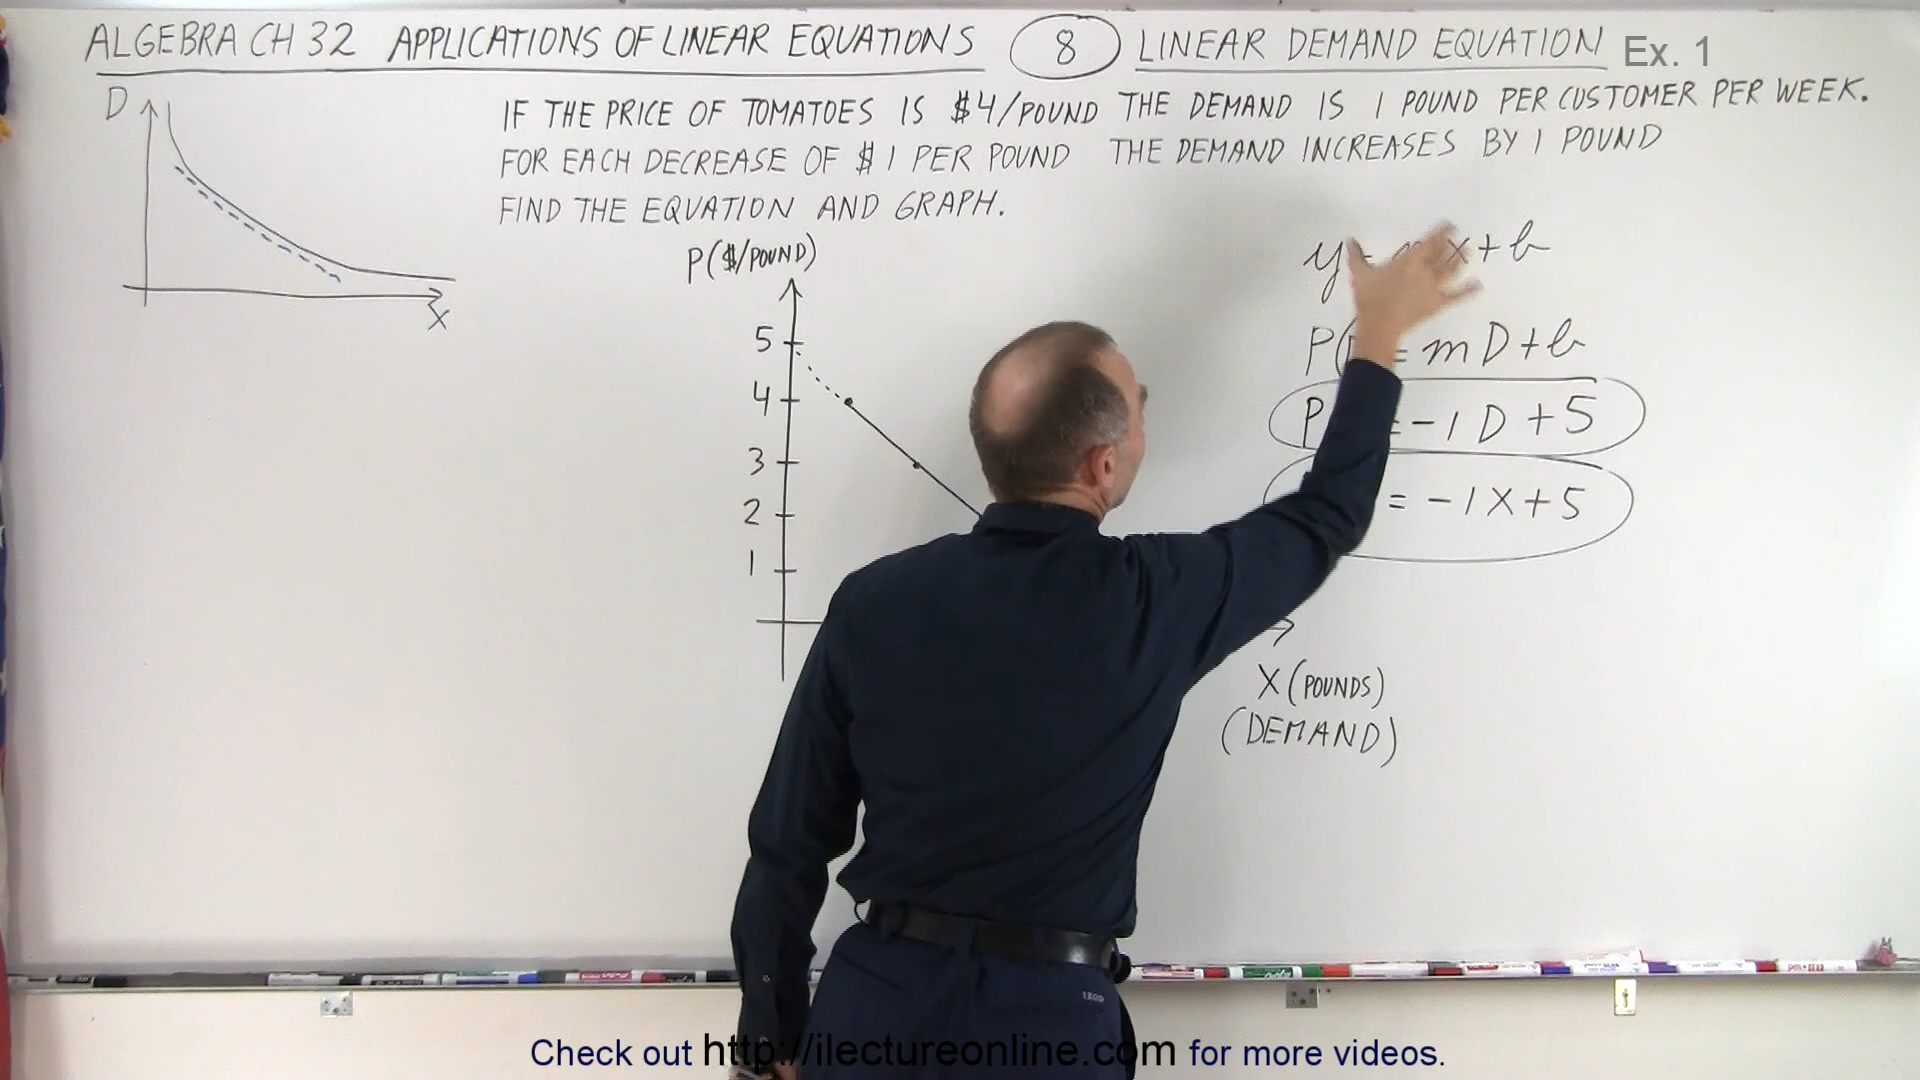 ALGEBRA CH 32 APPLICATIONS OF LINEAR EQUATIONS 8 LINEAR DEMAND EQUATION Ex. 1
D
X
IF THE PRICE OF TOMATOES IS $4/POUND THE DEMAND IS 1 POUND PER CUSTOMER PER WEEK.
FOR EACH DECREASE OF $1 PER POUND THE DEMAND INCREASES BY 1 POUND
FIND THE EQUATION AND GRAPH.
P($/POUND)
5
4
3
2
1
X (POUNDS)
(DEMAND)
y = x + b
P( = mD + b
P = -1 D + 5
= -1 X + 5
IZOD
Check out http://ilectureonline.com for more videos.